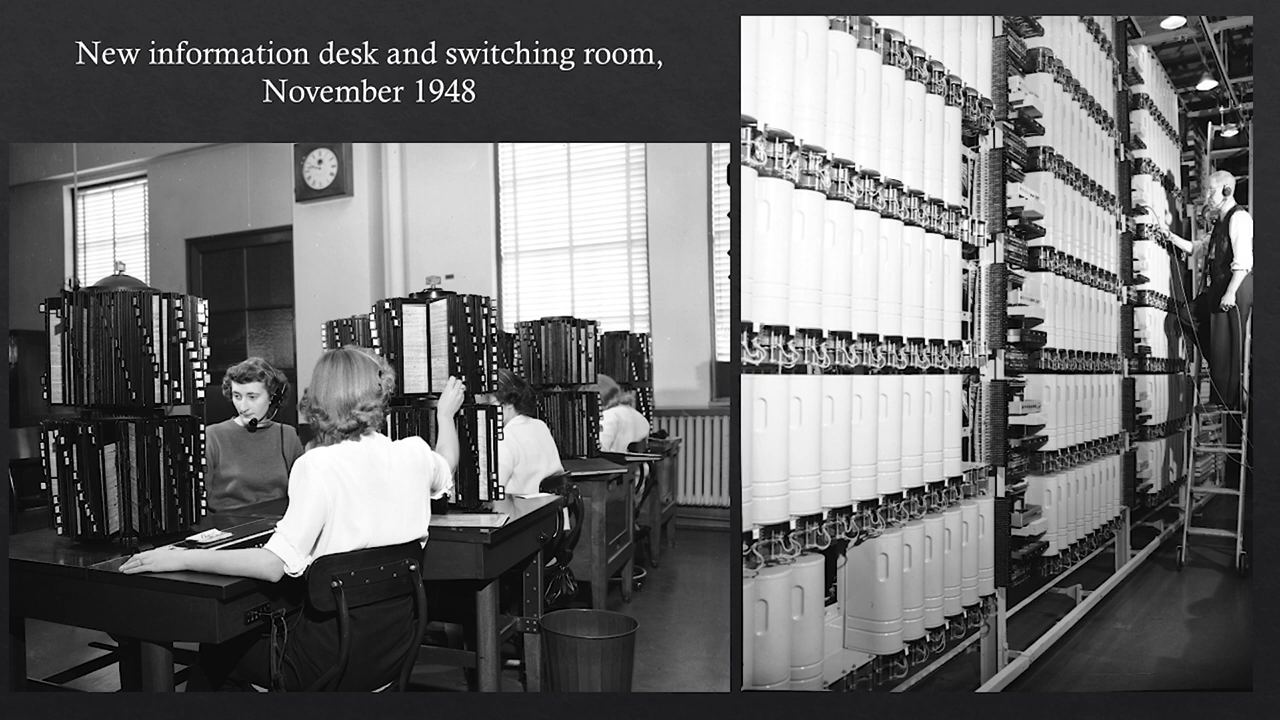 New information desk and switching room,
November 1948